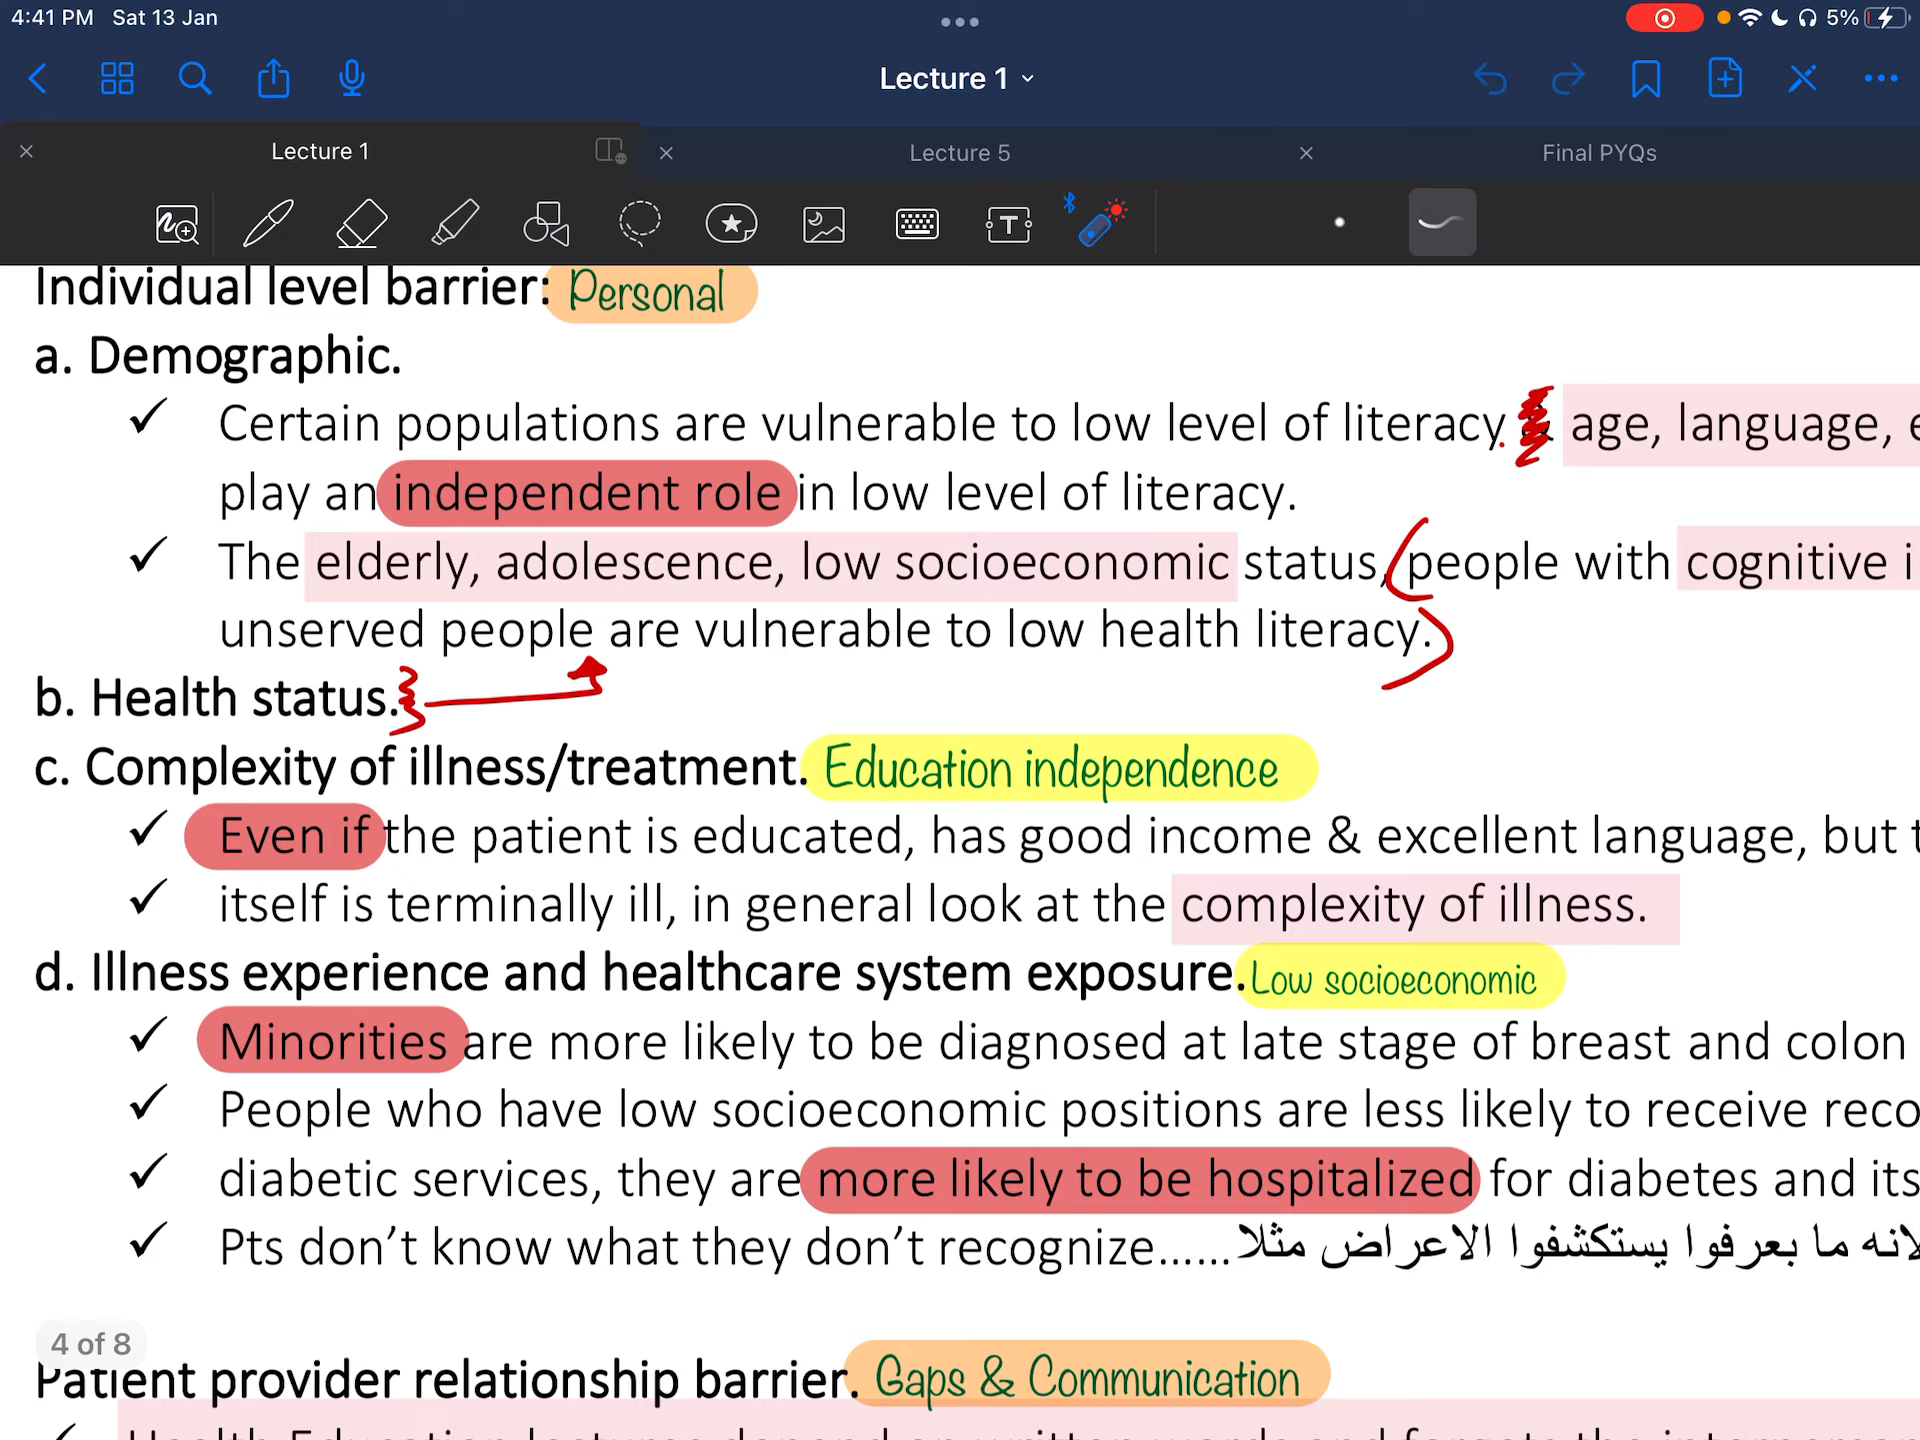 4:41 PM Sat 13 Jan
5%
Lecture 1
Lecture 1
Lecture 5
Final PYQs
T
Individual level barrier: Personal
a. Demographic.
✓ Certain populations are vulnerable to low level of literacy. age, language,
play an independent role in low level of literacy.
✓ The elderly, adolescence, low socioeconomic status, (people with cognitive
unserved people are vulnerable to low health literacy.)
b. Health status.
c. Complexity of illness/treatment. Education independence
✓ Even if the patient is educated, has good income & excellent language, but
✓ itself is terminally ill, in general look at the complexity of illness.
d. Illness experience and healthcare system exposure. Low socioeconomic
✓ Minorities are more likely to be diagnosed at late stage of breast and colon
✓ People who have low socioeconomic positions are less likely to receive reco
✓ diabetic services, they are more likely to be hospitalized for diabetes and its
✓ Pts don't know what they don't recognize...... لانه ما بعرفوا يستكشفوا الاعراض مثلا
4 of 8
Patient provider relationship barrier. Gaps & Communication